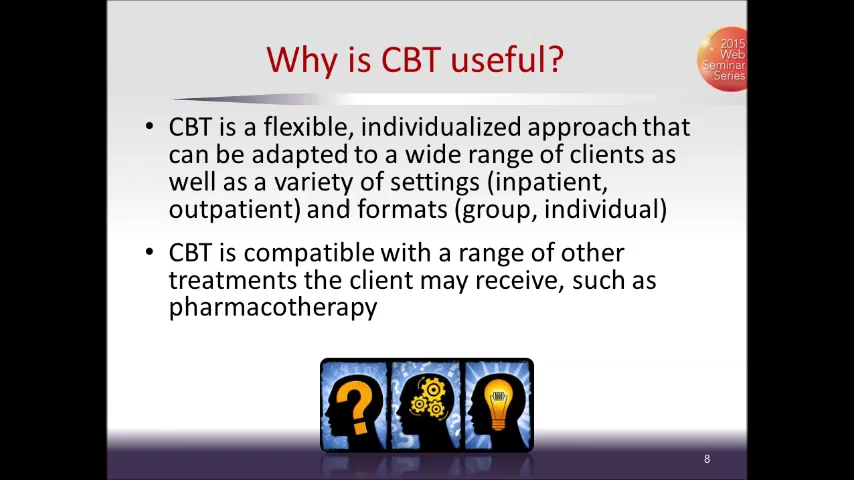 Why is CBT useful?
2015
Web
Seminar
Series
• CBT is a flexible, individualized approach that
can be adapted to a wide range of clients as
well as a variety of settings (inpatient,
outpatient) and formats (group, individual)
• CBT is compatible with a range of other
treatments the client may receive, such as
pharmacotherapy
?
8